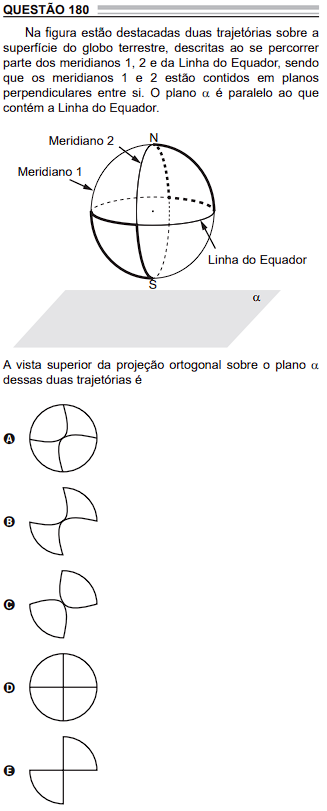 QUESTÃO 180
Na figura estão destacadas duas trajetórias sobre a
superfície do globo terrestre, descritas ao se percorrer
parte dos meridianos 1, 2 e da Linha do Equador, sendo
que os meridianos 1 e 2 estão contidos em planos
perpendiculares entre si. O plano α é paralelo ao que
contém a Linha do Equador.
N
Meridiano 2
Meridiano 1
Linha do Equador
S
α
A vista superior da projeção ortogonal sobre o plano α
dessas duas trajetórias é
A
B
C
D
E